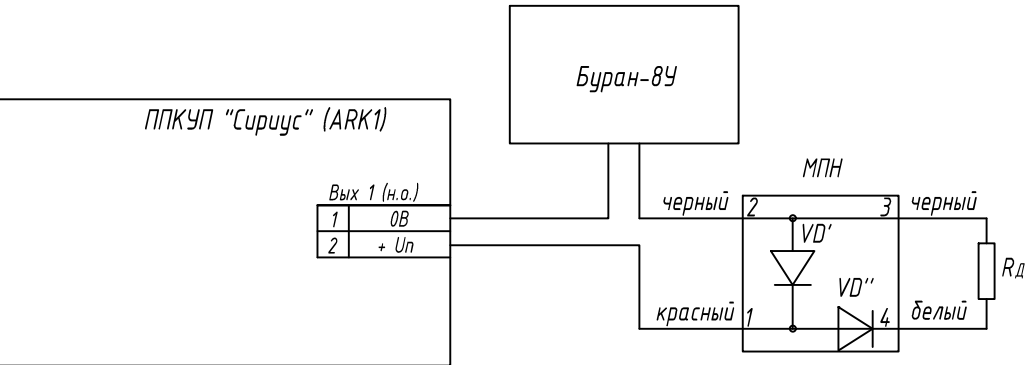 Буран-8У
ППКУП "Сириус" (ARK1)
МПН
Вых 1 (н.о.)
1 0В
2 + Uп
черный 2 3 черный
VD'
VD''
Rд
красный 1 4 белый